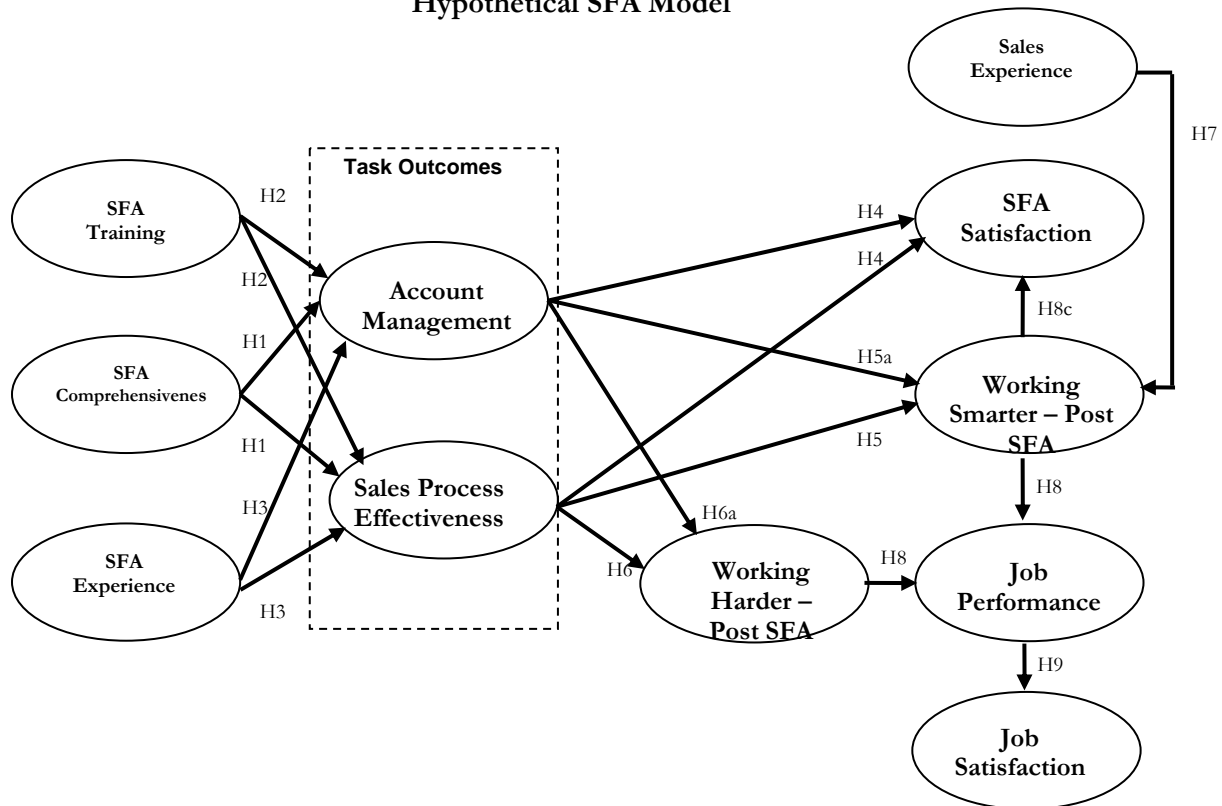 Hypothetical SFA Model
Sales
Experience
H7
Task Outcomes
SFA
Training
H2
H2
SFA
Comprehensivenes
H1
H1
SFA
Experience
H3
H3
Account
Management
Sales Process
Effectiveness
H4
H4
H5a
H5
H6a
H6
SFA
Satisfaction
H8c
Working
Smarter – Post
SFA
H8
Working
Harder –
Post SFA
H8
Job
Performance
H9
Job
Satisfaction